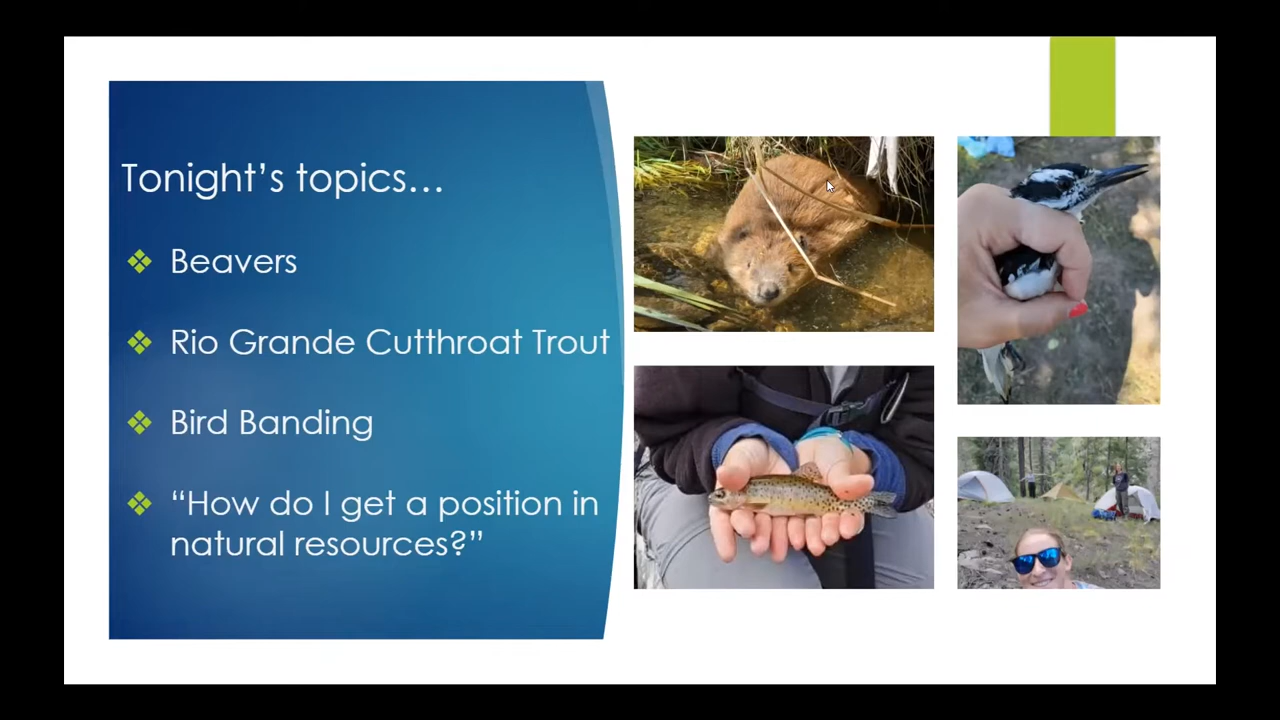 Tonight’s topics…
Beavers
Rio Grande Cutthroat Trout
Bird Banding
“How do I get a position in
natural resources?”